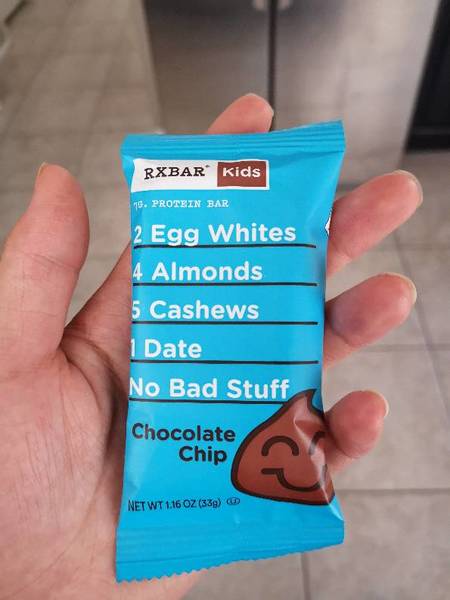 RXBAR® Kids
7G. PROTEIN BAR
2 Egg Whites
4 Almonds
5 Cashews
1 Date
No Bad Stuff
Chocolate
Chip
NET WT 1.16 OZ (33g)